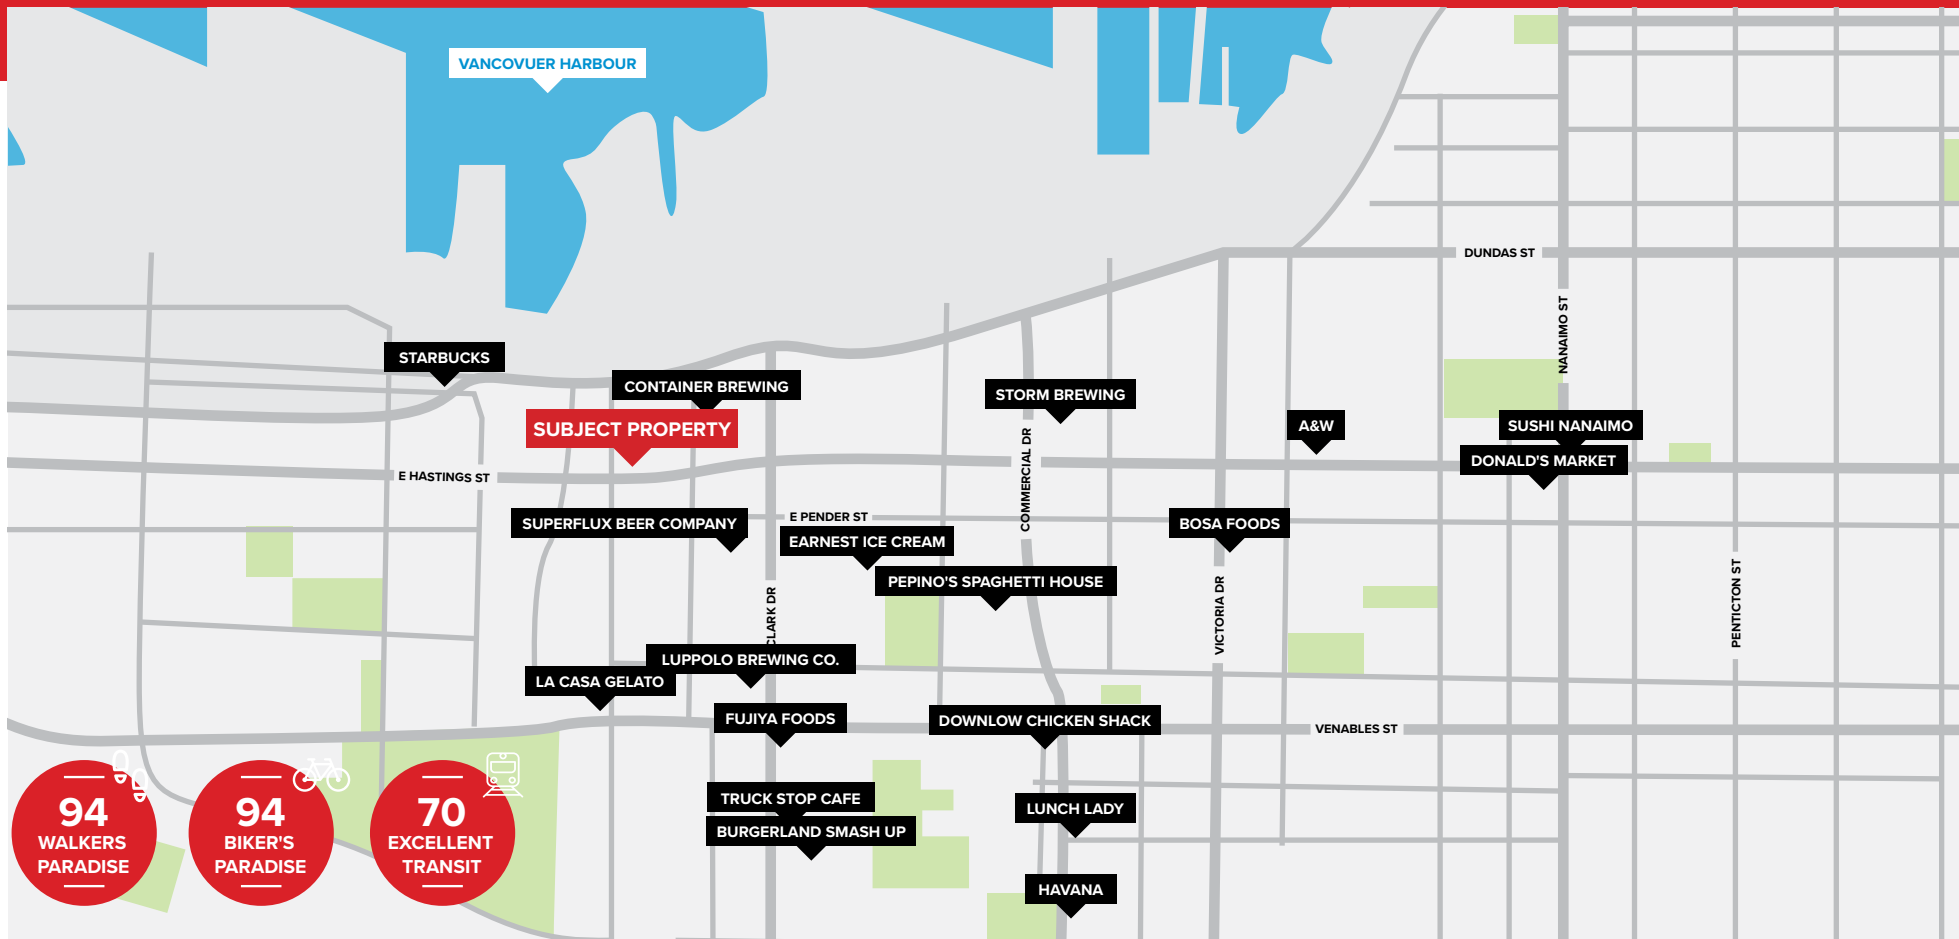 VANCOVUER HARBOUR
DUNDAS ST
NANAIMO ST
STARBUCKS
CONTAINER BREWING
STORM BREWING
SUBJECT PROPERTY
A&W
SUSHI NANAIMO
COMMERCIAL DR
DONALD'S MARKET
E HASTINGS ST
SUPERFLUX BEER COMPANY
E PENDER ST
BOSA FOODS
EARNEST ICE CREAM
PEPINO'S SPAGHETTI HOUSE
CLARK DR
VICTORIA DR
PENTICTON ST
LUPPOLO BREWING CO.
LA CASA GELATO
FUJIYA FOODS
DOWNLOW CHICKEN SHACK
VENABLES ST
94
WALKERS
PARADISE
94
BIKER'S
PARADISE
70
EXCELLENT
TRANSIT
TRUCK STOP CAFE
LUNCH LADY
BURGERLAND SMASH UP
HAVANA